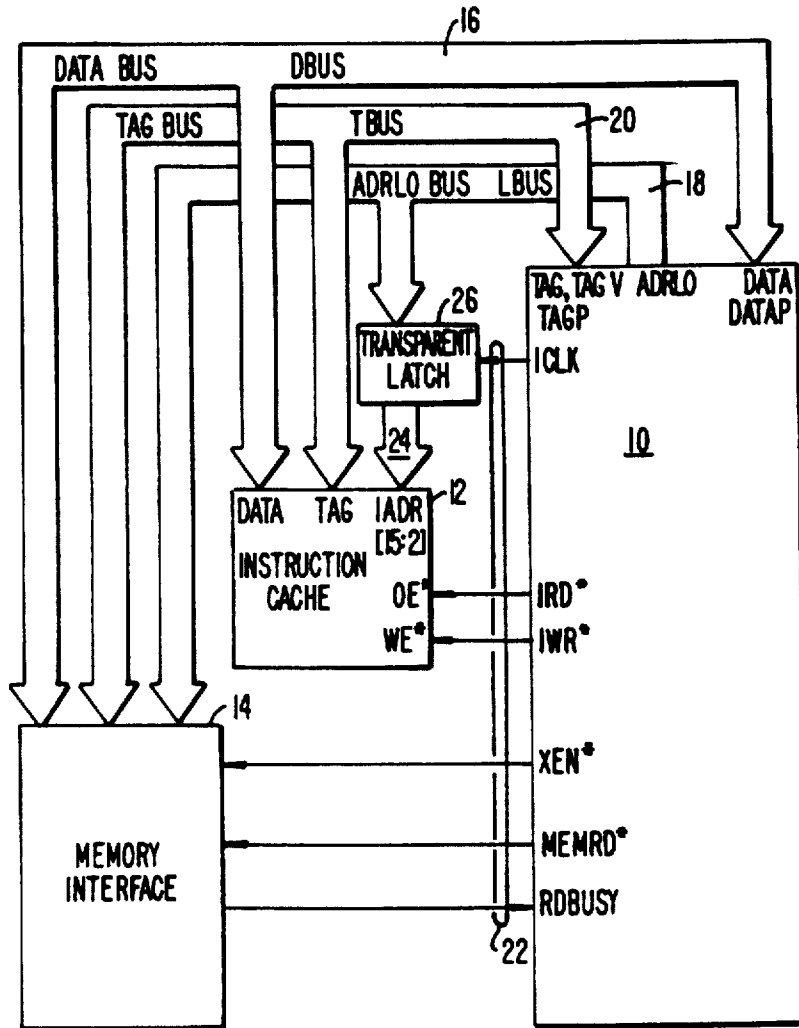 16
DATA BUS DBUS
TAG BUS TBUS 20
ADRLO BUS LBUS 18
TAG, TAG V ADRLO DATA
TAGP DATAP
26
TRANSPARENT
LATCH
ICLK
24
10
12
DATA TAG IADR
[15:2]
INSTRUCTION
CACHE
OE* IRD*
WE* IWR*
14
XEN*
MEMORY
INTERFACE
MEMRD*
RDBUSY
22